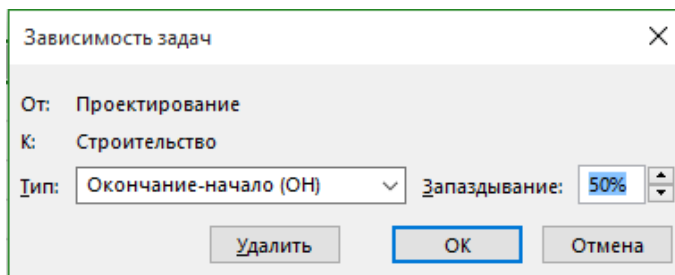 Зависимость задач
От: Проектирование
К: Строительство
Тип: Окончание-начало (ОН) Запаздывание: 50%
Удалить ОК Отмена